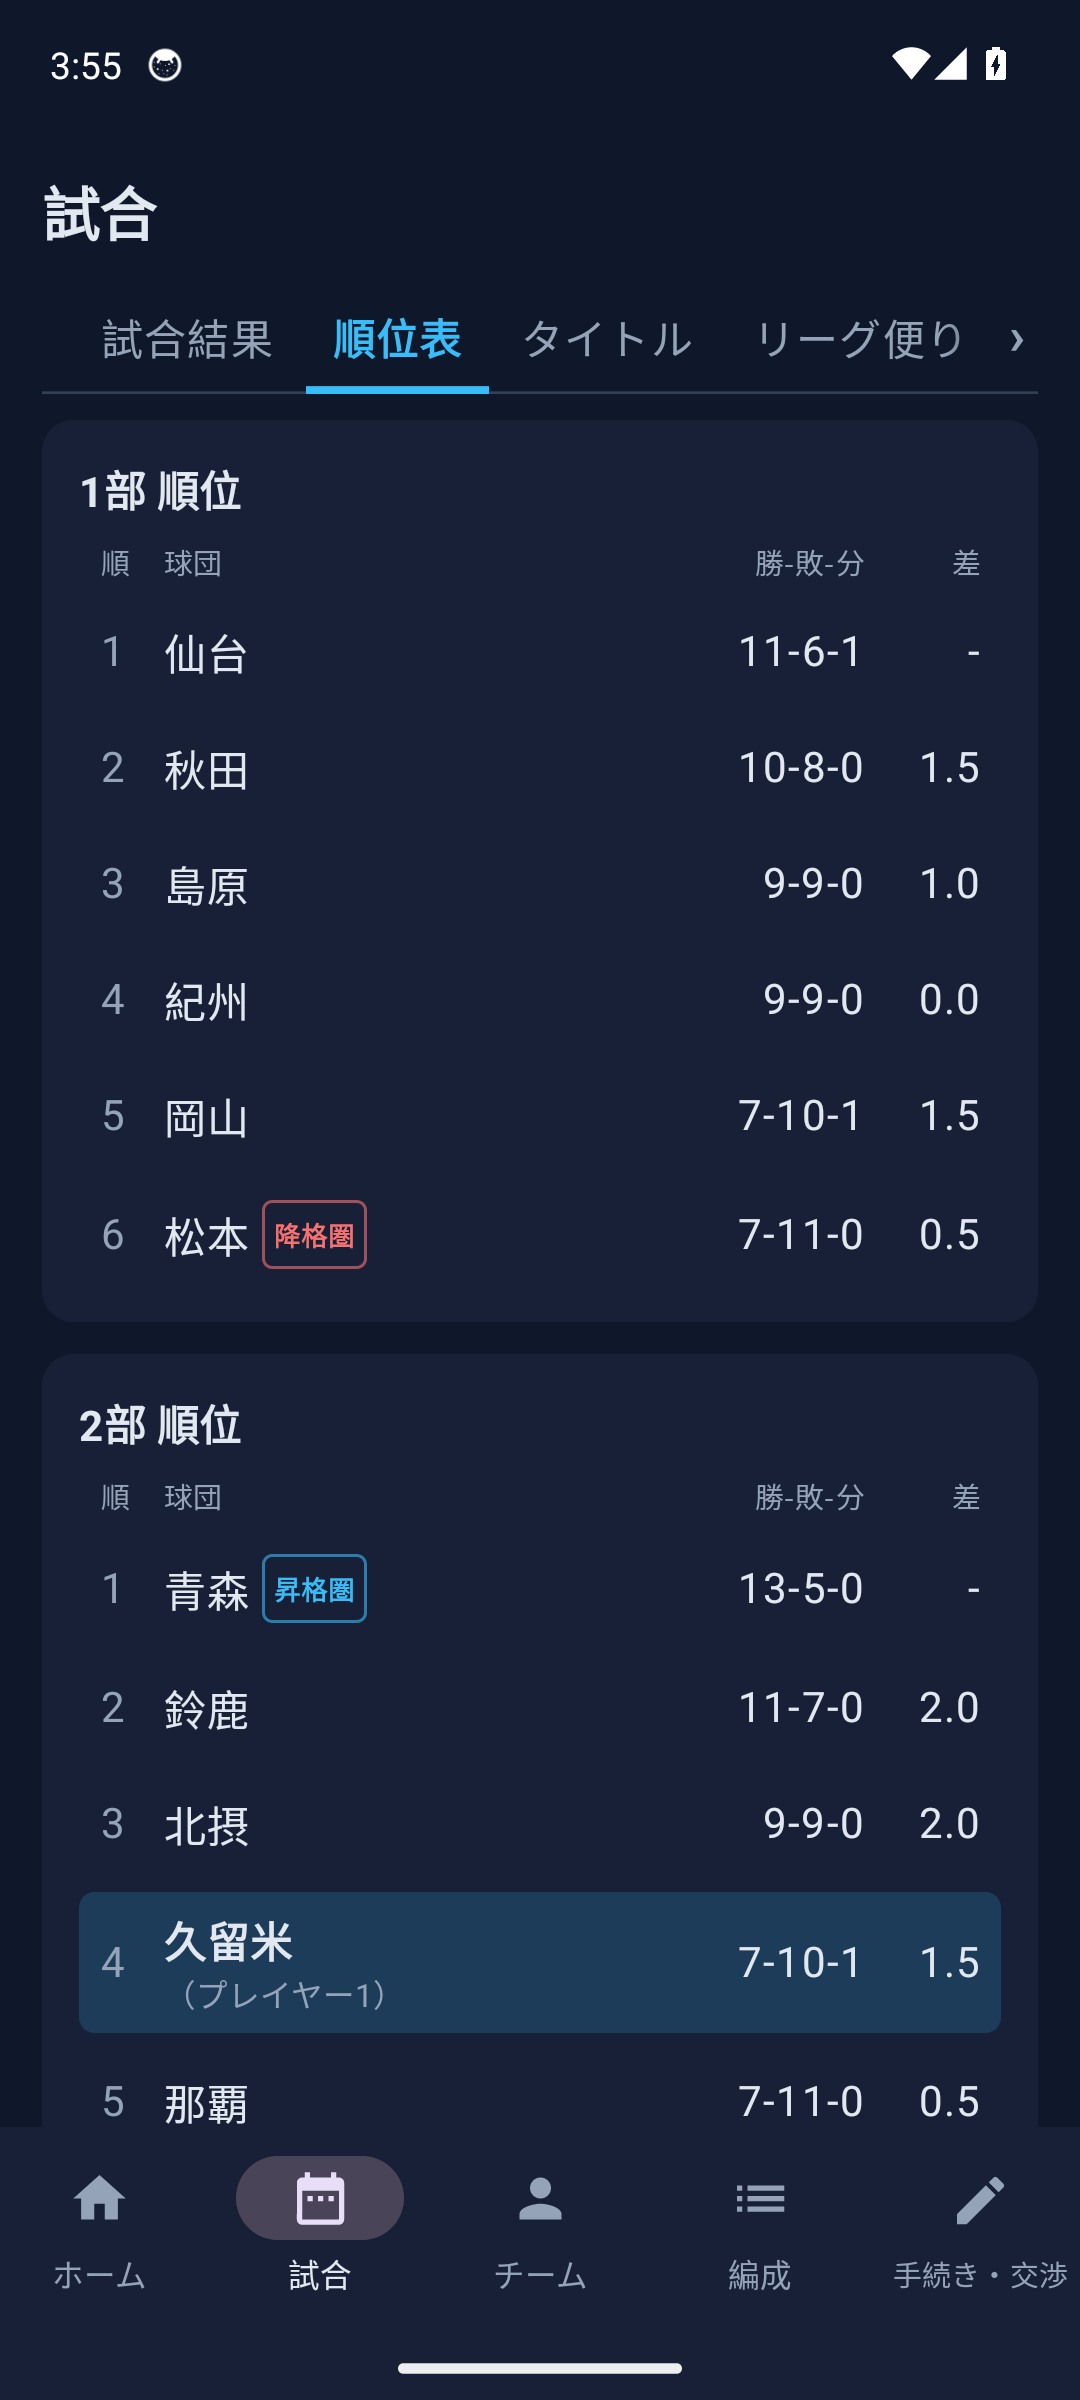 3:55
試合
試合結果 順位表 タイトル リーグ便り ›
1部 順位
順 球団 勝-敗-分 差
1 仙台 11-6-1 -
2 秋田 10-8-0 1.5
3 島原 9-9-0 1.0
4 紀州 9-9-0 0.0
5 岡山 7-10-1 1.5
6 松本 降格圏 7-11-0 0.5
2部 順位
順 球団 勝-敗-分 差
1 青森 昇格圏 13-5-0 -
2 鈴鹿 11-7-0 2.0
3 北摂 9-9-0 2.0
4 久留米 7-10-1 1.5
（プレイヤー1）
5 那覇 7-11-0 0.5
ホーム 試合 チーム 編成 手続き・交渉